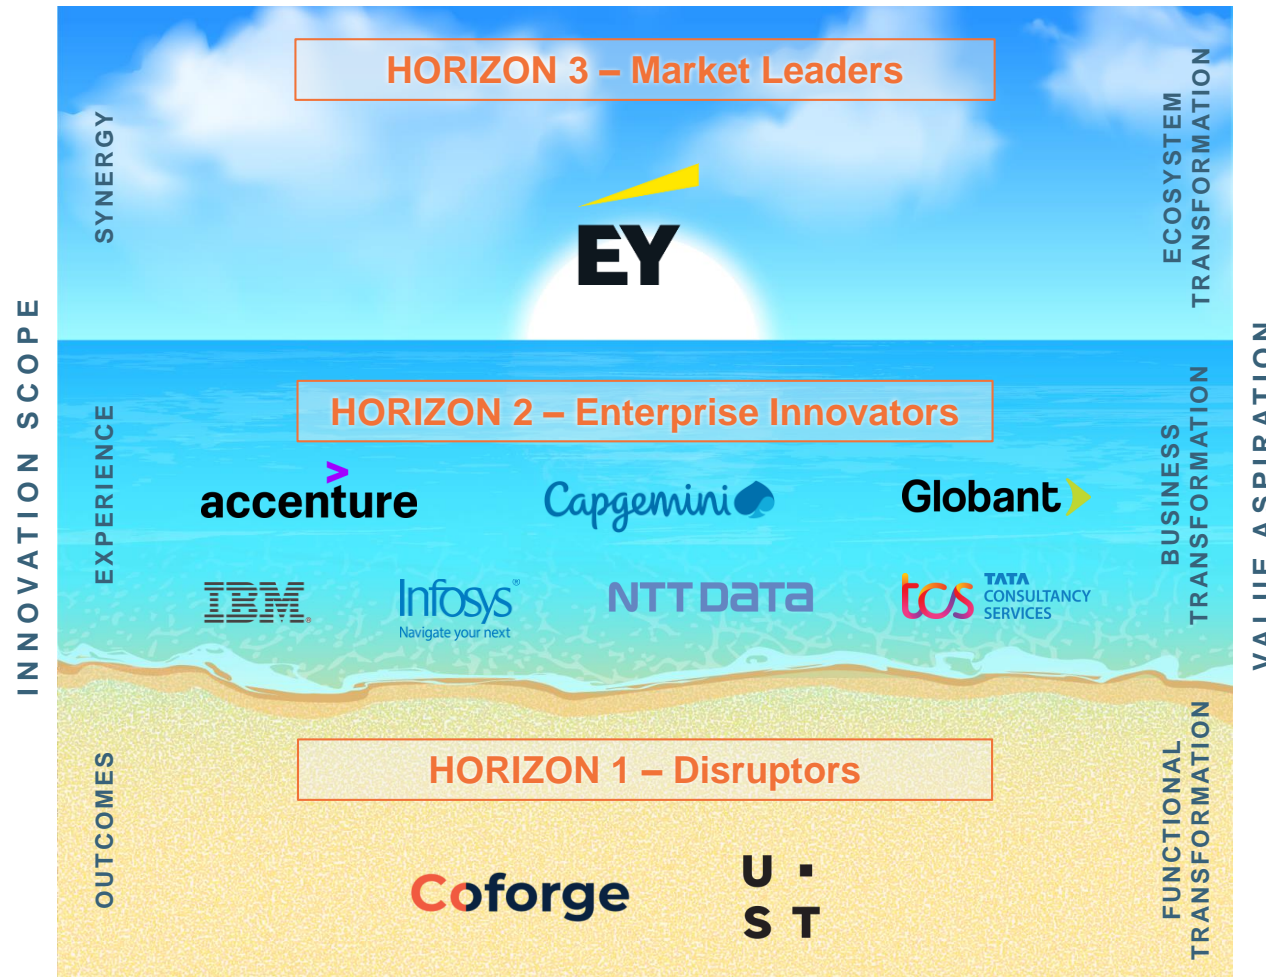 HORIZON 3 – Market Leaders
SYNERGY
ECOSYSTEM
TRANSFORMATION
EY
INNOVATION SCOPE
VALUE ASPIRATION
HORIZON 2 – Enterprise Innovators
EXPERIENCE
BUSINESS
TRANSFORMATION
accenture
Capgemini
Globant
IBM®
Infosys®
Navigate your next
NTT DATA
tcs TATA
CONSULTANCY
SERVICES
HORIZON 1 – Disruptors
OUTCOMES
FUNCTIONAL
TRANSFORMATION
Coforge
U ·
S T